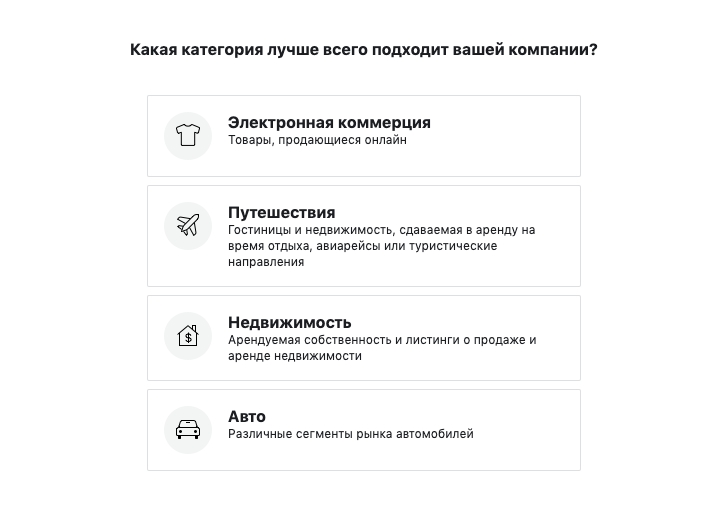 Какая категория лучше всего подходит вашей компании?
Электронная коммерция
Товары, продающиеся онлайн
Путешествия
Гостиницы и недвижимость, сдаваемая в аренду на
время отдыха, авиарейсы или туристические
направления
Недвижимость
Арендуемая собственность и листинги о продаже и
аренде недвижимости
Авто
Различные сегменты рынка автомобилей